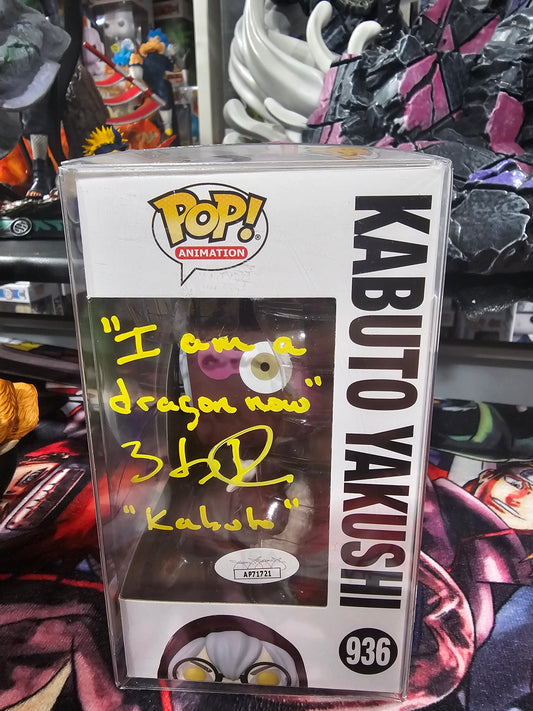 POP!
ANIMATION
KABUTO YAKUSHI
"I am a
dragon now"
"Kabuto"
AP71721
936